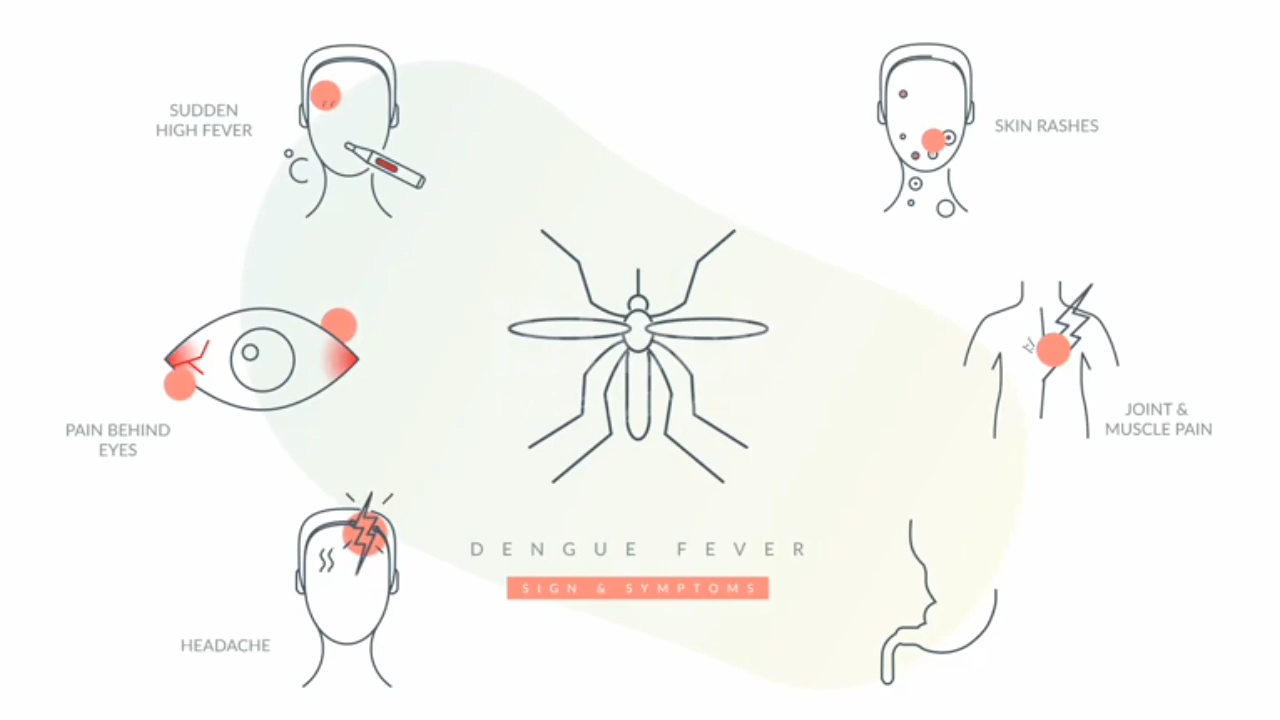 SUDDEN
HIGH FEVER
SKIN RASHES
PAIN BEHIND
EYES
JOINT &
MUSCLE PAIN
HEADACHE
DENGUE FEVER
SIGN & SYMPTOMS